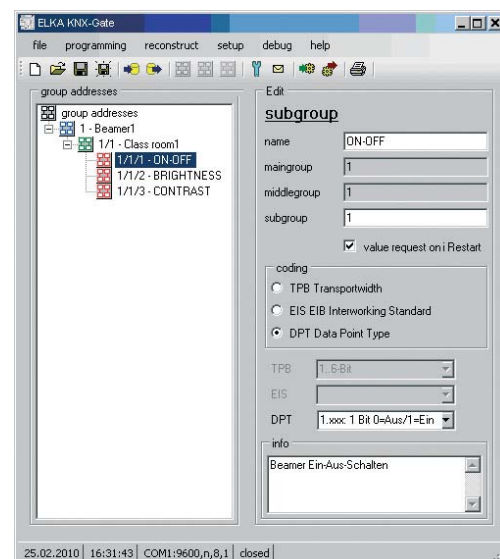 ELKA KNX-Gate
file programming reconstruct setup debug help
group addresses
group addresses
1 - Beamer1
1/1 - Class room1
1/1/1 - ON-OFF
1/1/2 - BRIGHTNESS
1/1/3 - CONTRAST
Edit
subgroup
name ON-OFF
maingroup 1
middlegroup 1
subgroup 1
value request on i Restart
coding
TPB Transportwidth
EIS EIB Interworking Standard
DPT Data Point Type
TPB 1..6-Bit
EIS
DPT 1.xxx: 1 Bit 0=Aus/1=Ein
info
Beamer Ein-Aus-Schalten
25.02.2010 16:31:43 COM1:9600,n,8,1 closed